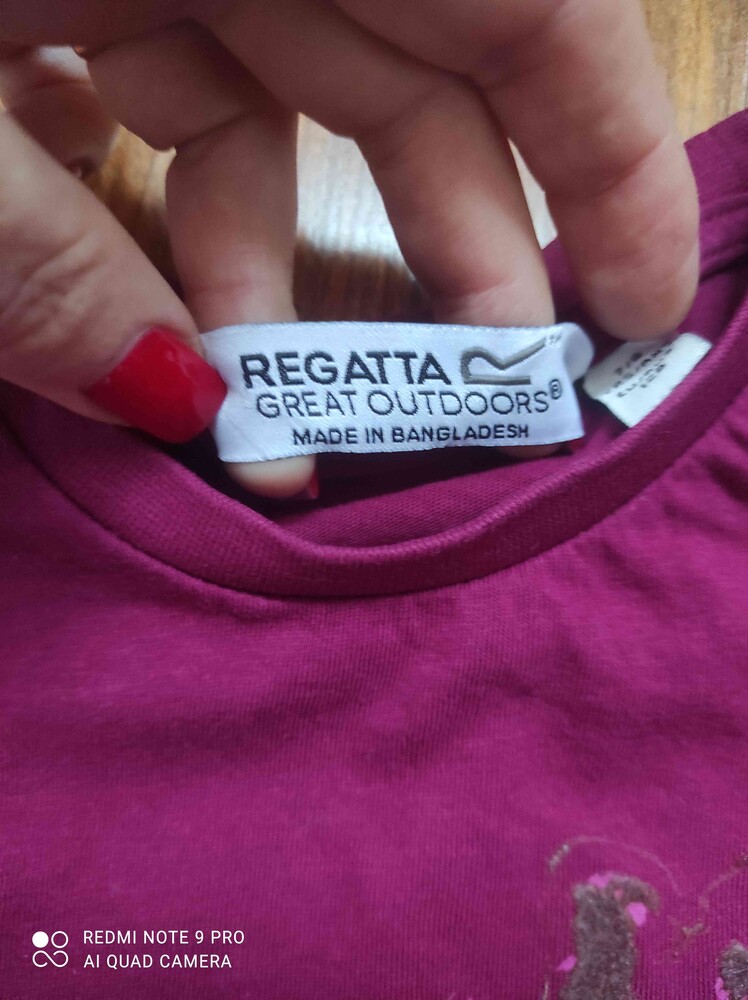 REGATTA
GREAT OUTDOORS®
MADE IN BANGLADESH
REDMI NOTE 9 PRO
AI QUAD CAMERA